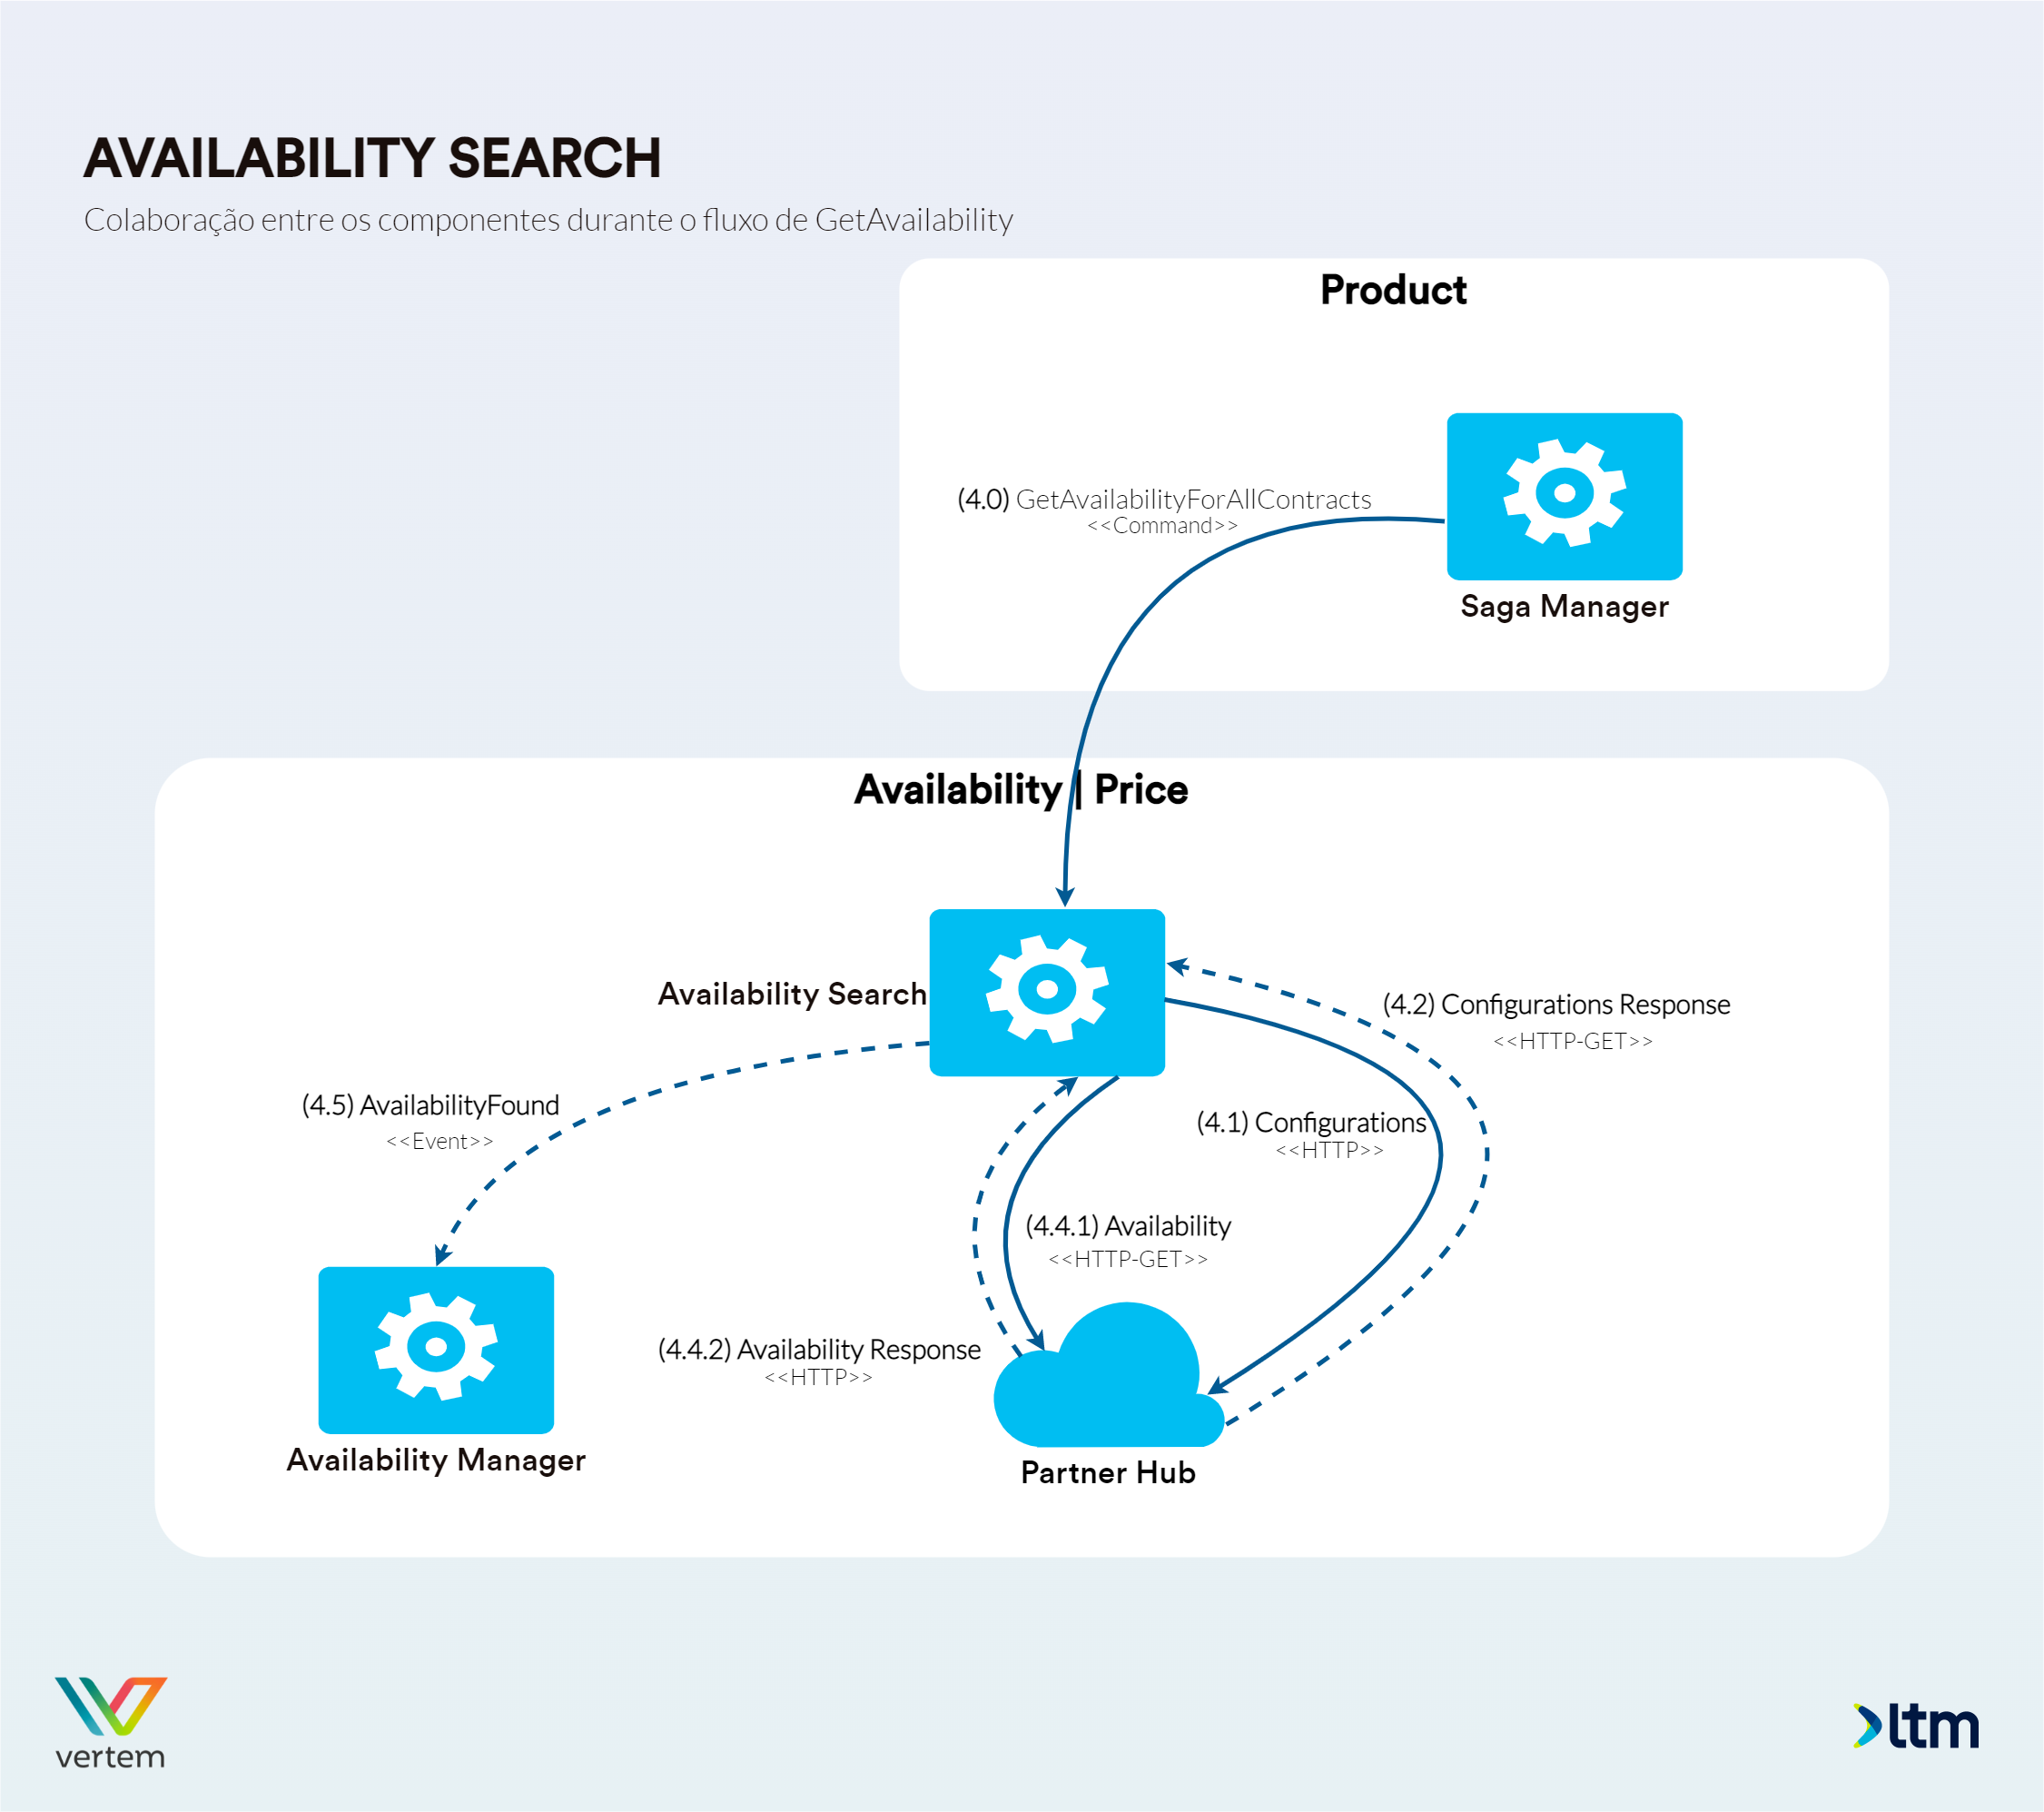 AVAILABILITY SEARCH
Colaboração entre os componentes durante o fluxo de GetAvailability
Product
(4.0) GetAvailabilityForAllContracts
<<Command>>
Saga Manager
Availability | Price
Availability Search
(4.2) Configurations Response
<<HTTP-GET>>
(4.5) AvailabilityFound
<<Event>>
(4.1) Configurations
<<HTTP>>
(4.4.1) Availability
<<HTTP-GET>>
(4.4.2) Availability Response
<<HTTP>>
Availability Manager
Partner Hub
vertem
ltm